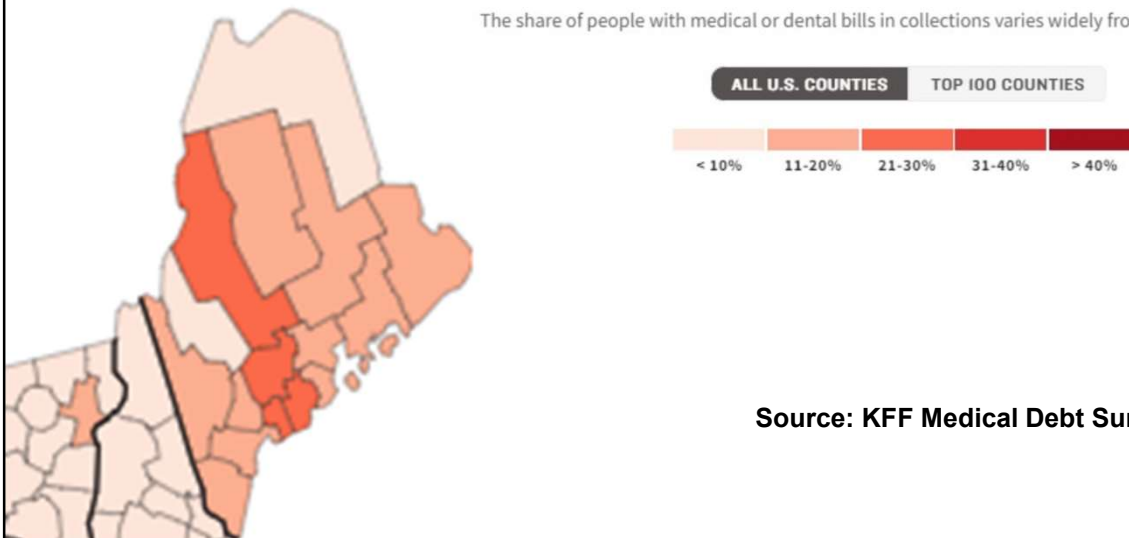 The share of people with medical or dental bills in collections varies widely fro
ALL U.S. COUNTIES TOP 100 COUNTIES
< 10% 11-20% 21-30% 31-40% > 40%
Source: KFF Medical Debt Sur